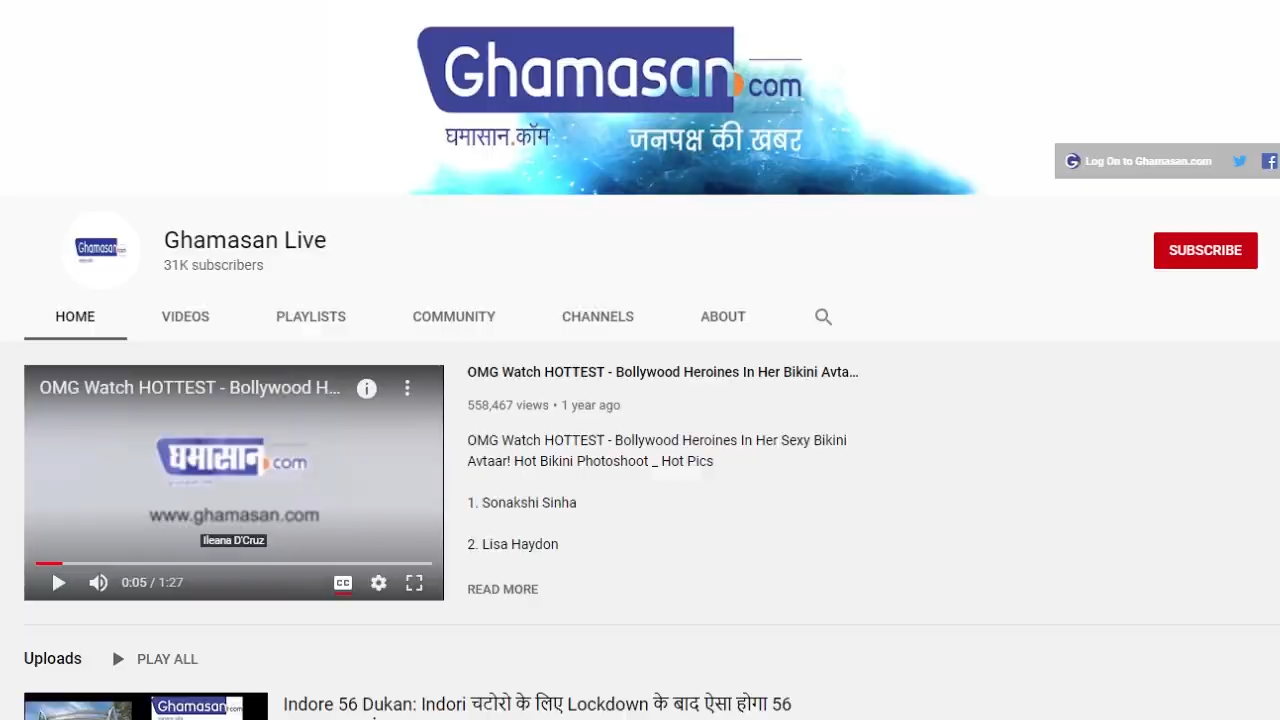 Ghamasan.com
घमासान.कॉम
जनपक्ष की खबर
Log On to Ghamasan.com
Ghamasan
Ghamasan Live
31K subscribers
SUBSCRIBE
HOME
VIDEOS
PLAYLISTS
COMMUNITY
CHANNELS
ABOUT
OMG Watch HOTTEST - Bollywood H...
घमासान.com
www.ghamasan.com
Ileana D'Cruz
0:05 / 1:27
CC
OMG Watch HOTTEST - Bollywood Heroines In Her Bikini Avta...
558,467 views • 1 year ago
OMG Watch HOTTEST - Bollywood Heroines In Her Sexy Bikini
Avtaar! Hot Bikini Photoshoot _ Hot Pics
1. Sonakshi Sinha
2. Lisa Haydon
READ MORE
Uploads
PLAY ALL
Ghamasan.com
Indore 56 Dukan: Indori चटोरो के लिए Lockdown के बाद ऐसा होगा 56